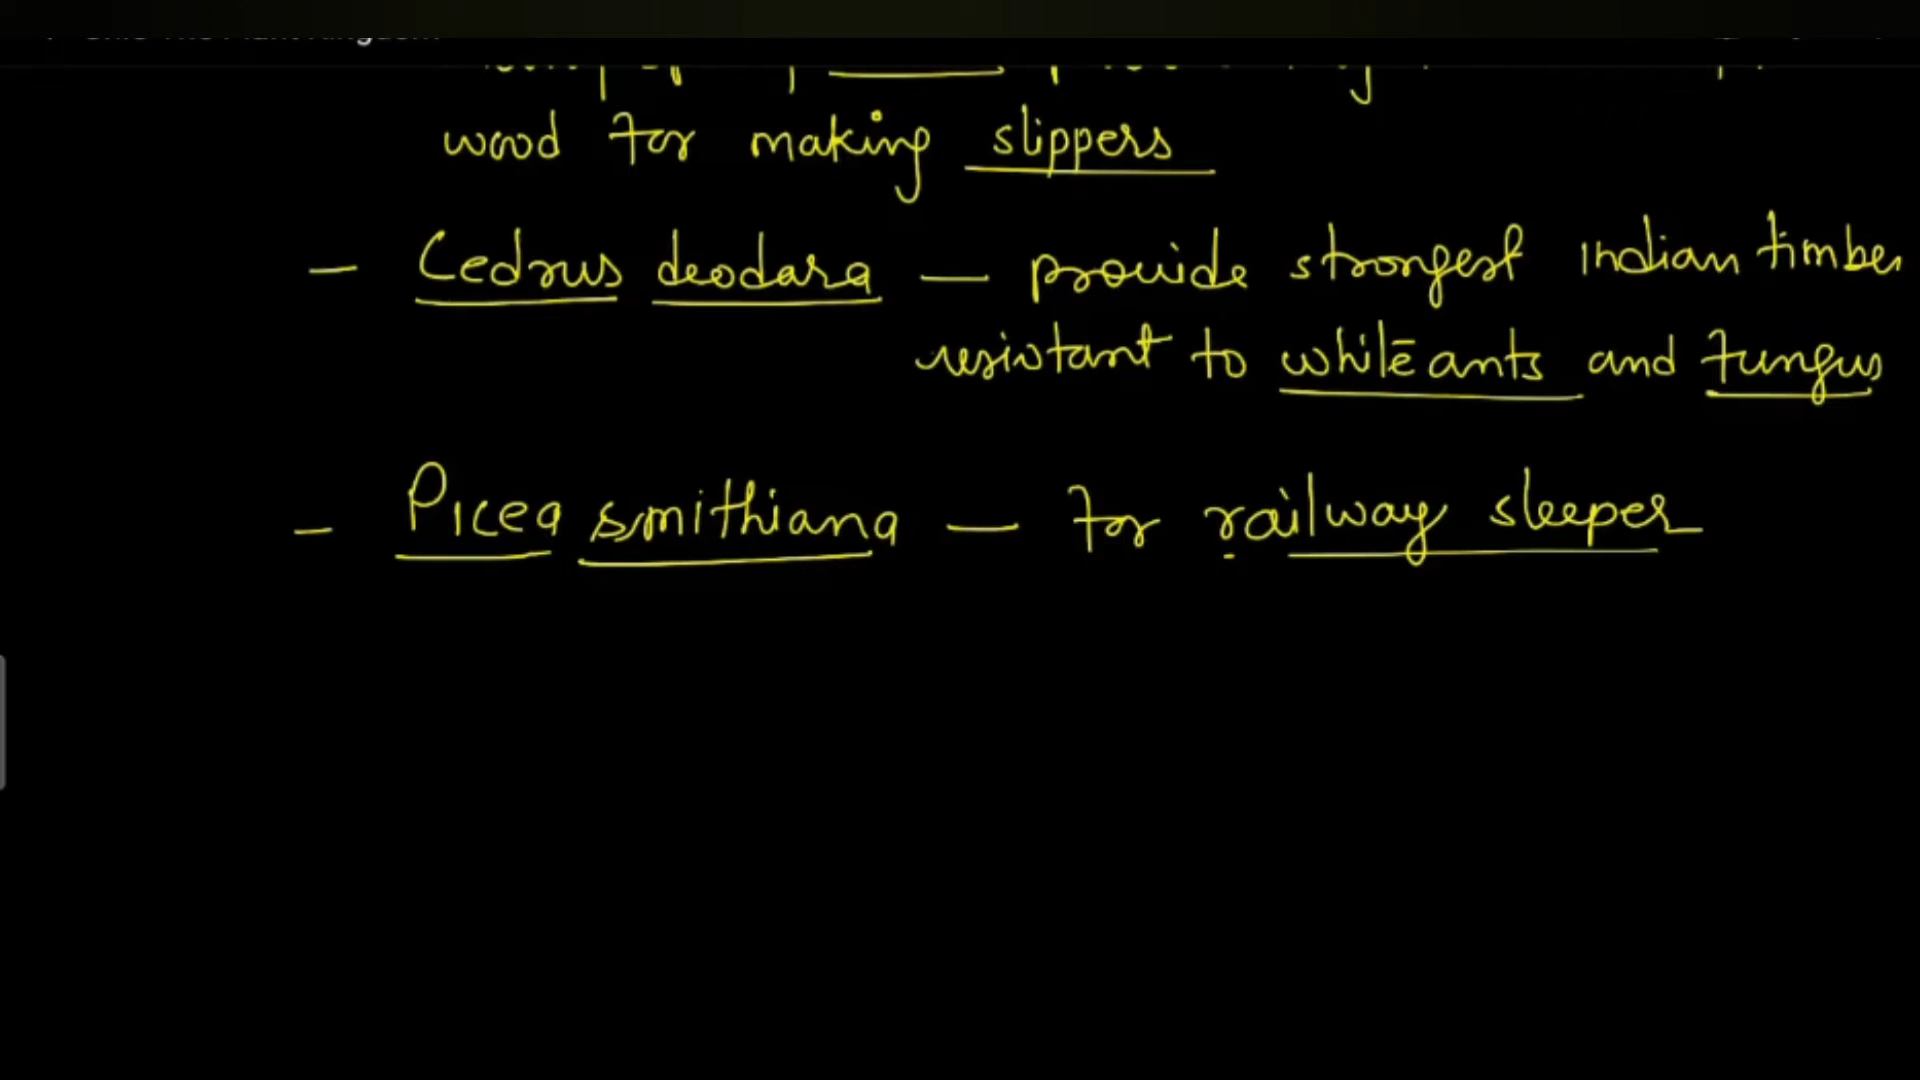 wood for making slippers
- Cedrus deodara - provide strongest Indian timber
resistant to white ants and fungus
- Picea smithiana - for railway sleeper